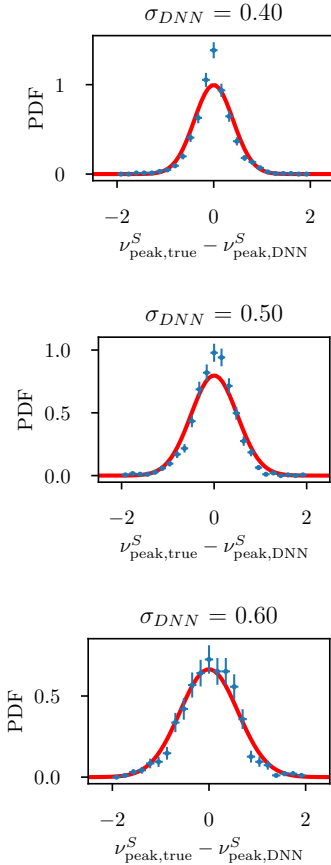 σ_DNN = 0.40
PDF
1
0
−2 0 2
ν^S_peak,true − ν^S_peak,DNN
σ_DNN = 0.50
PDF
1.0
0.5
0.0
−2 0 2
ν^S_peak,true − ν^S_peak,DNN
σ_DNN = 0.60
PDF
0.5
0.0
−2 0 2
ν^S_peak,true − ν^S_peak,DNN